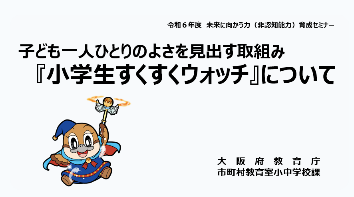 令和６年度 未来に向かう力（非認知能力）育成セミナー
子ども一人ひとりのよさを見出す取組み
『小学生すくすくウォッチ』について
大阪府教育庁
市町村教育室小中学校課